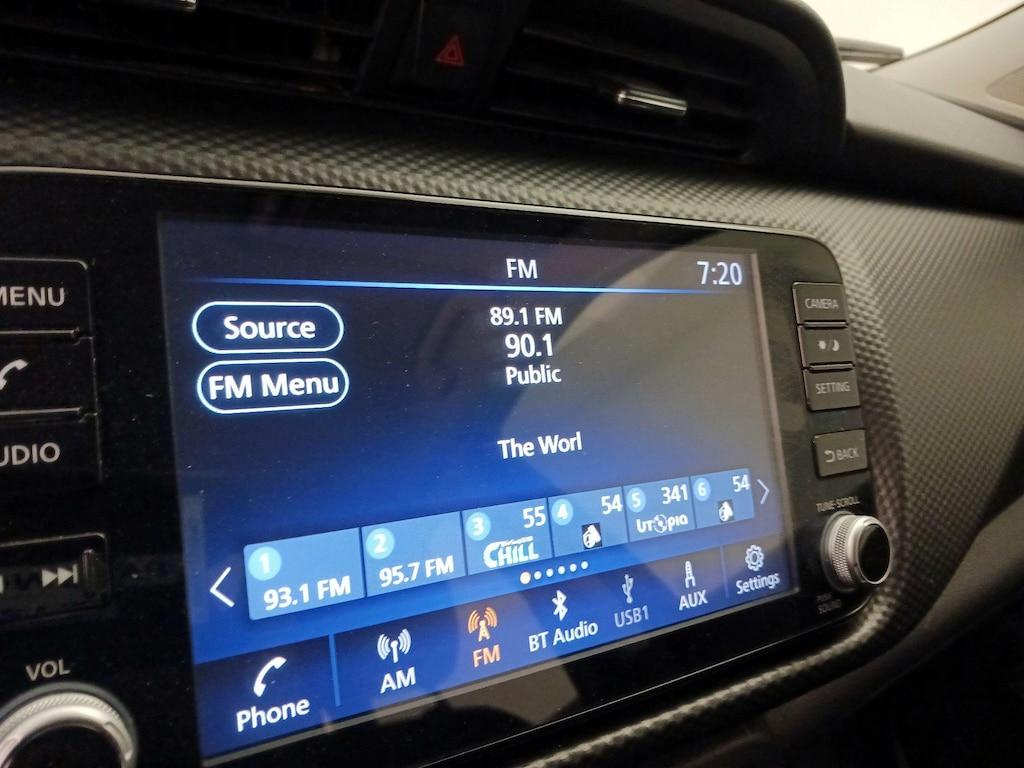 FM
7:20
MENU
CAMERA
Source
89.1 FM
90.1
FM Menu
Public
SETTING
UDIO
The Worl
BACK
TUNE·SCROLL
1
93.1 FM
2
95.7 FM
3
55
CHILL
4
54
5
341
UTOPIA
6
54
PUSH
SOUND
VOL
Phone
AM
FM
BT Audio
USB1
AUX
Settings